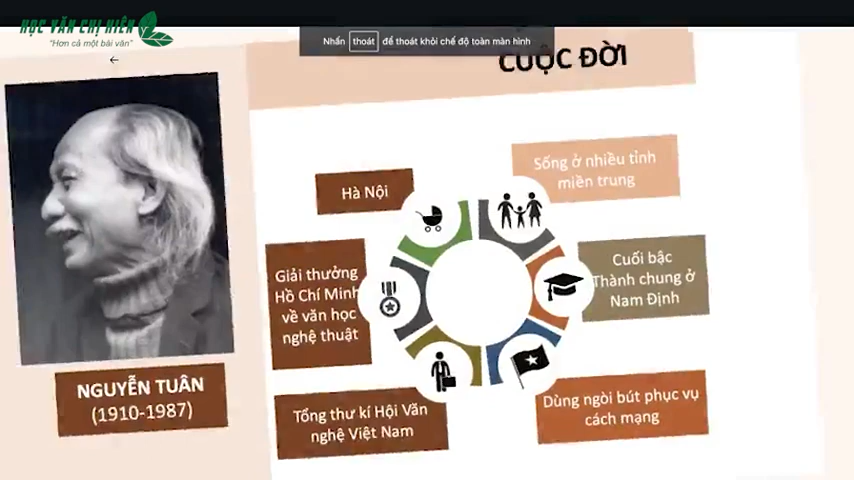 HỌC VĂN CHỊ HIÊN
"Hơn cả một bài văn"
Nhấn thoát để thoát khỏi chế độ toàn màn hình
CUỘC ĐỜI
Hà Nội
Sống ở nhiều tỉnh
miền trung
Giải thưởng
Hồ Chí Minh
về văn học
nghệ thuật
Cuối bậc
Thành chung ở
Nam Định
NGUYỄN TUÂN
(1910-1987)
Tổng thư kí Hội Văn
nghệ Việt Nam
Dùng ngòi bút phục vụ
cách mạng